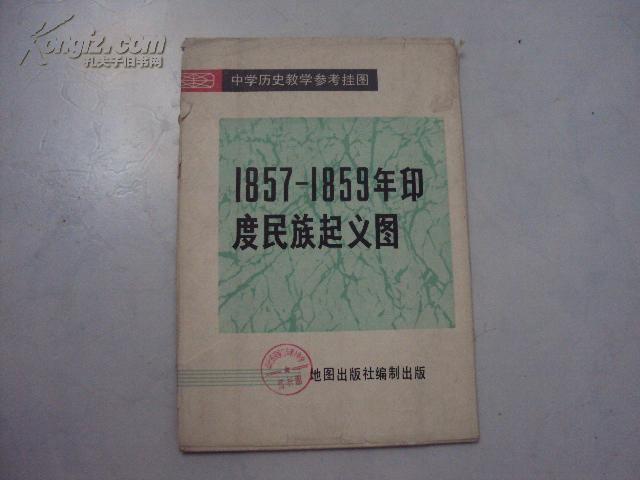 Kongfz.com
孔夫子旧书网
中学历史教学参考挂图
1857-1859年印
度民族起义图
地图出版社编制出版